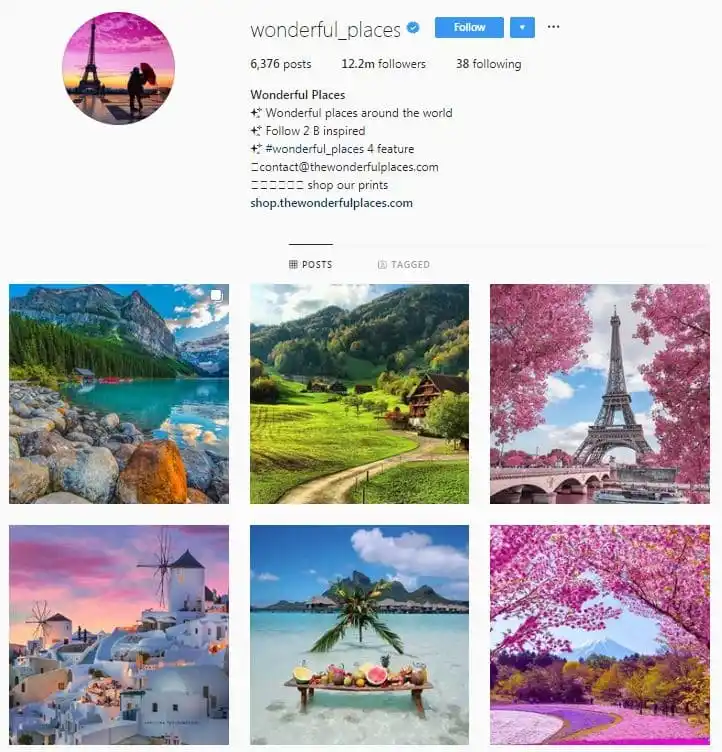 wonderful_places Follow
6,376 posts 12.2m followers 38 following
Wonderful Places
Wonderful places around the world
Follow 2 B inspired
#wonderful_places 4 feature
contact@thewonderfulplaces.com
shop our prints
shop.thewonderfulplaces.com
POSTS TAGGED